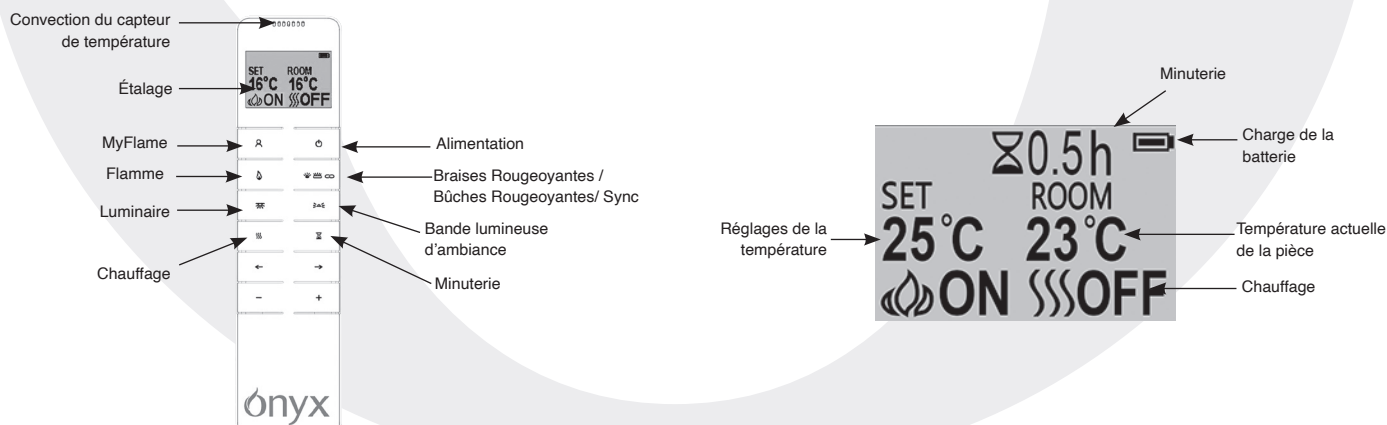 Convection du capteur
de température
Étalage
MyFlame
Flamme
Luminaire
Chauffage
SET ROOM
16°C 16°C
ON OFF
Alimentation
Braises Rougeoyantes /
Bûches Rougeoyantes/ Sync
Bande lumineuse
d’ambiance
Minuterie
ónyx
Minuterie
Charge de la
batterie
Réglages de la
température
0.5h
SET ROOM
25°C 23°C
ON OFF
Température actuelle
de la pièce
Chauffage